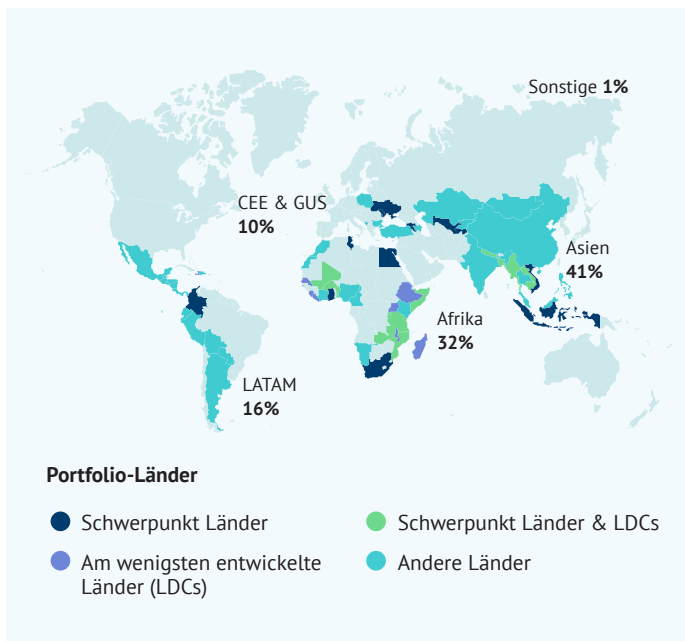 Sonstige 1%
CEE & GUS
10%
Asien
41%
Afrika
32%
LATAM
16%
Portfolio-Länder
Schwerpunkt Länder
Schwerpunkt Länder & LDCs
Am wenigsten entwickelte
Länder (LDCs)
Andere Länder